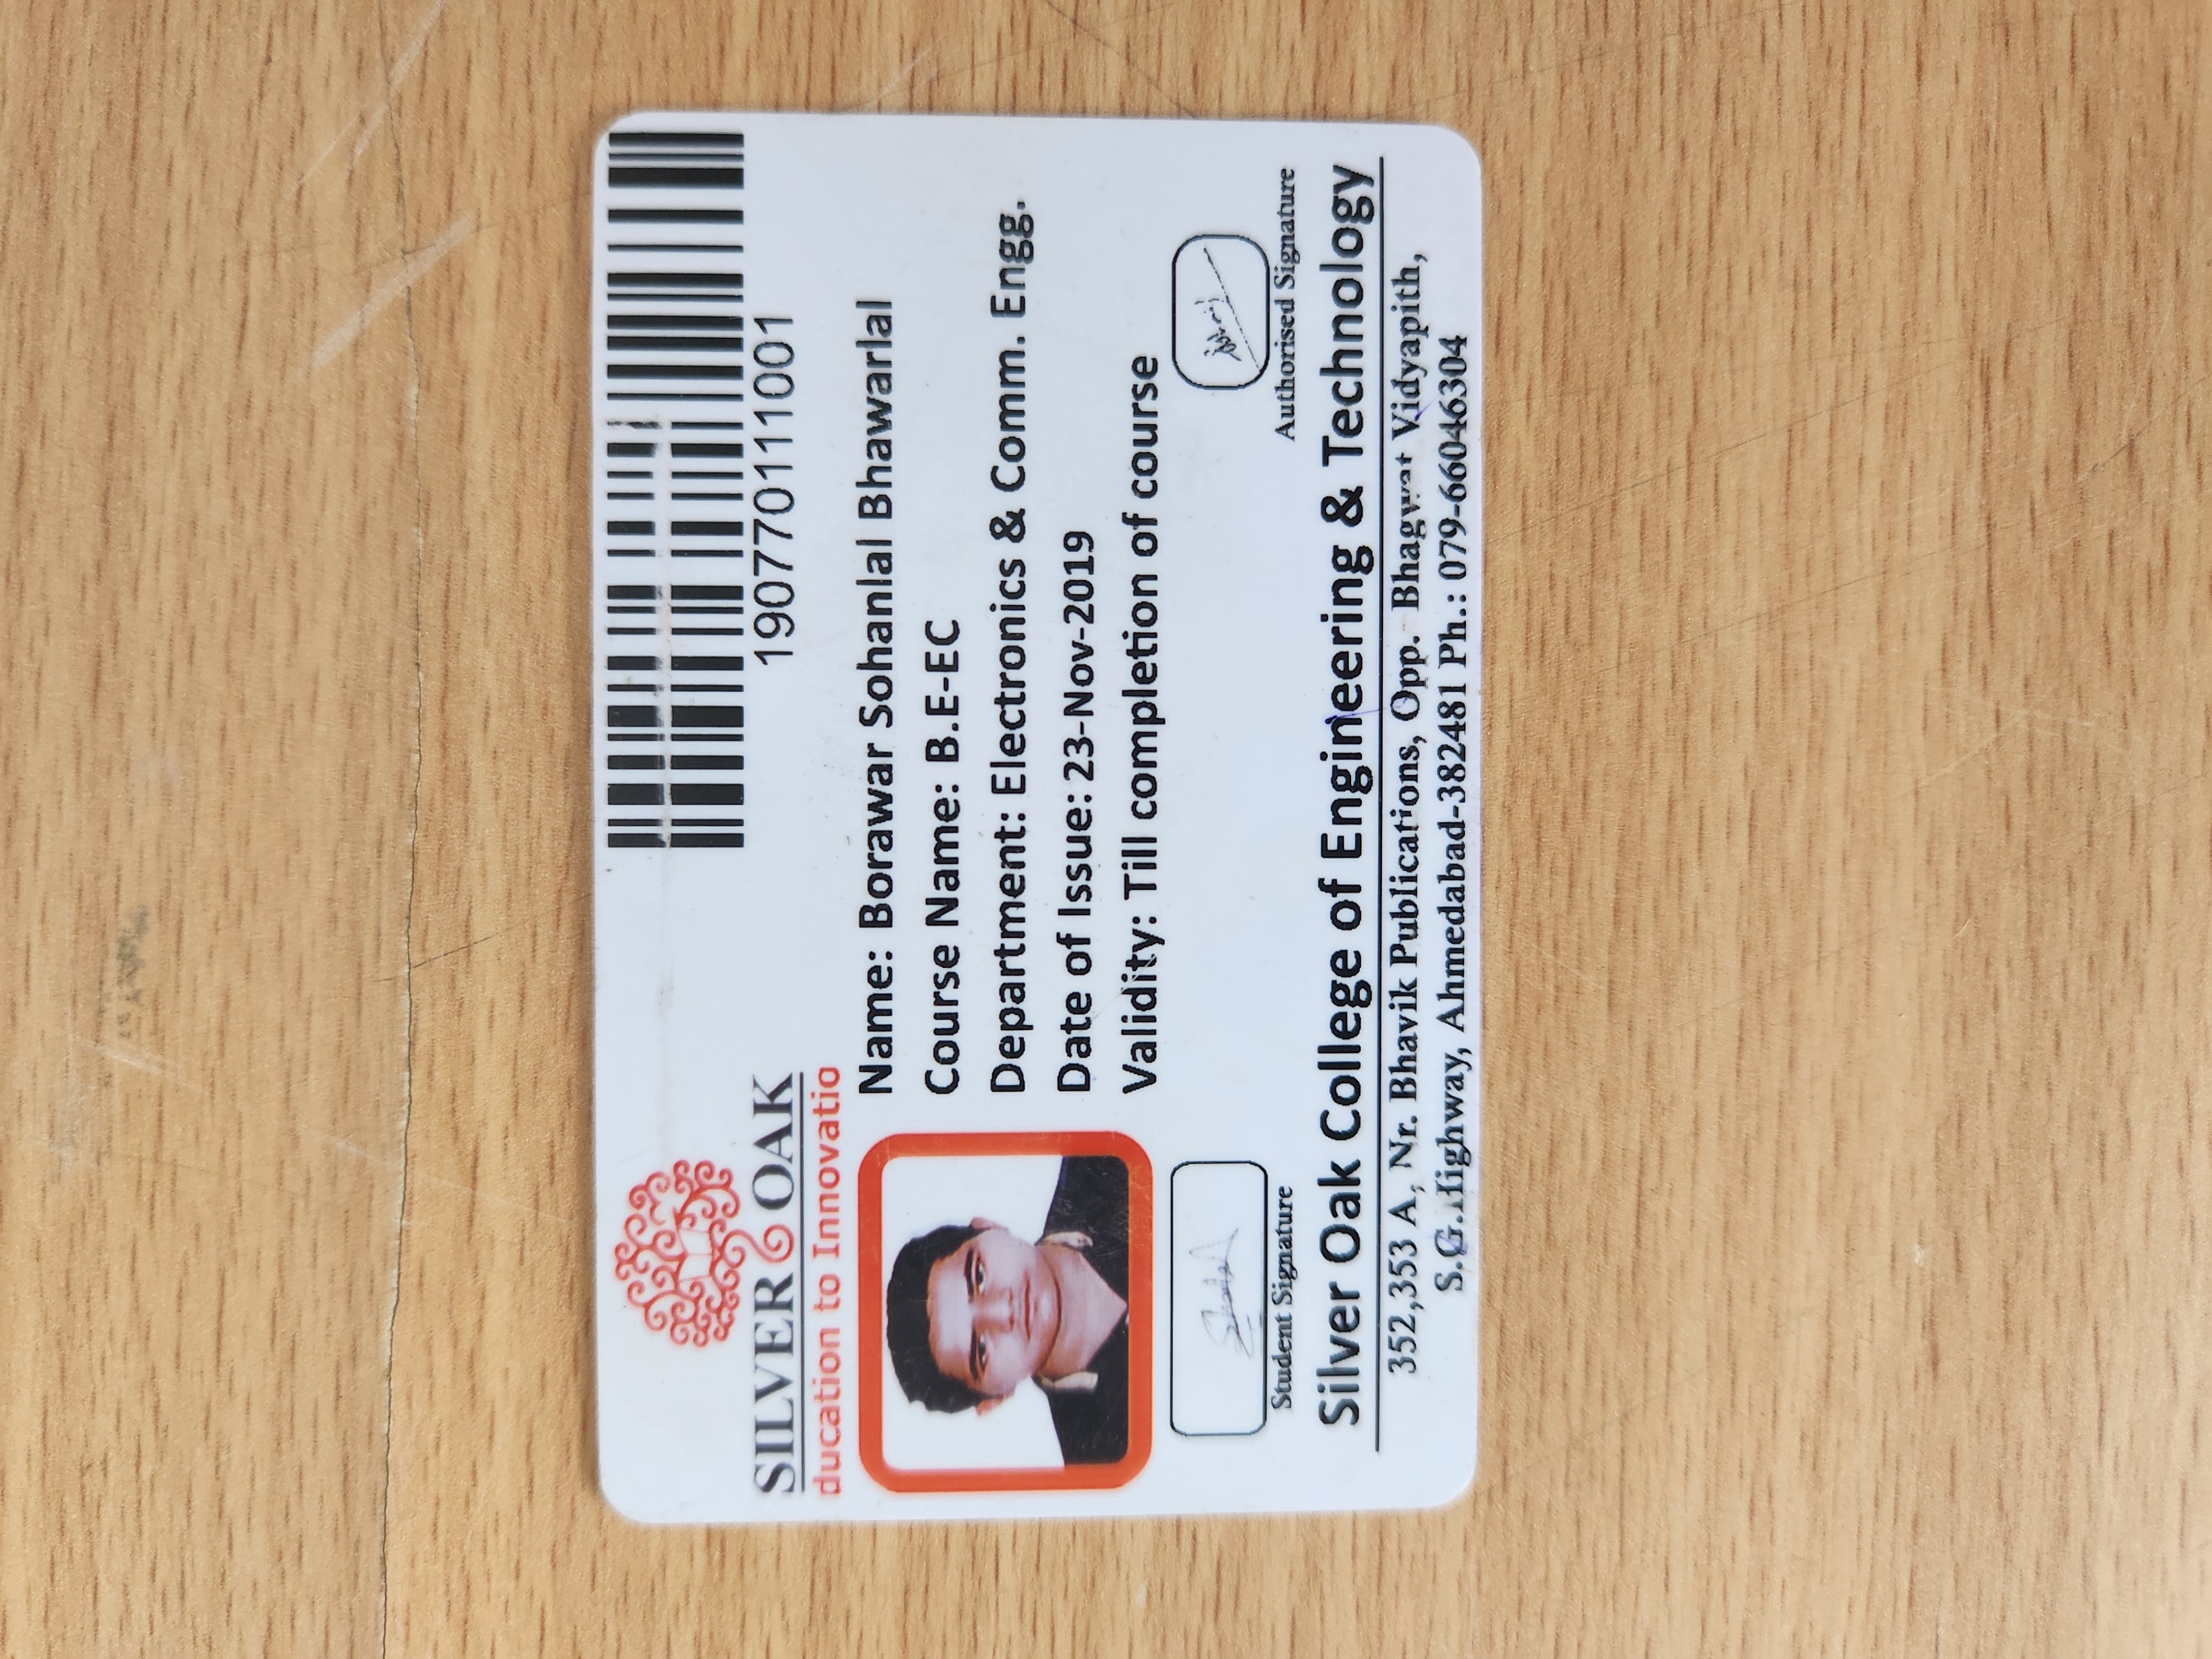 SILVER OAK
ducation to Innovatio
190770111001
Name: Borawar Sohanlal Bhawarlal
Course Name: B.E-EC
Department: Electronics & Comm. Engg.
Date of Issue: 23-Nov-2019
Validity: Till completion of course
Student Signature
Authorised Signature
Silver Oak College of Engineering & Technology
352,353 A, Nr. Bhavik Publications, Opp. Bhagwat Vidyapith,
S.G.Highway, Ahmedabad-382481 Ph.: 079-66046304